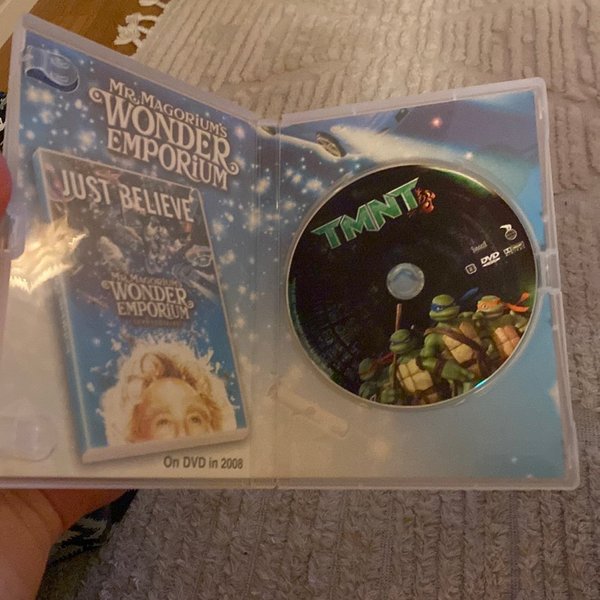 MR. MAGORIUM'S
WONDER
EMPORIUM
JUST BELIEVE
MR. MAGORIUM'S
WONDER
EMPORIUM
On DVD in 2008
TMNT
DVD